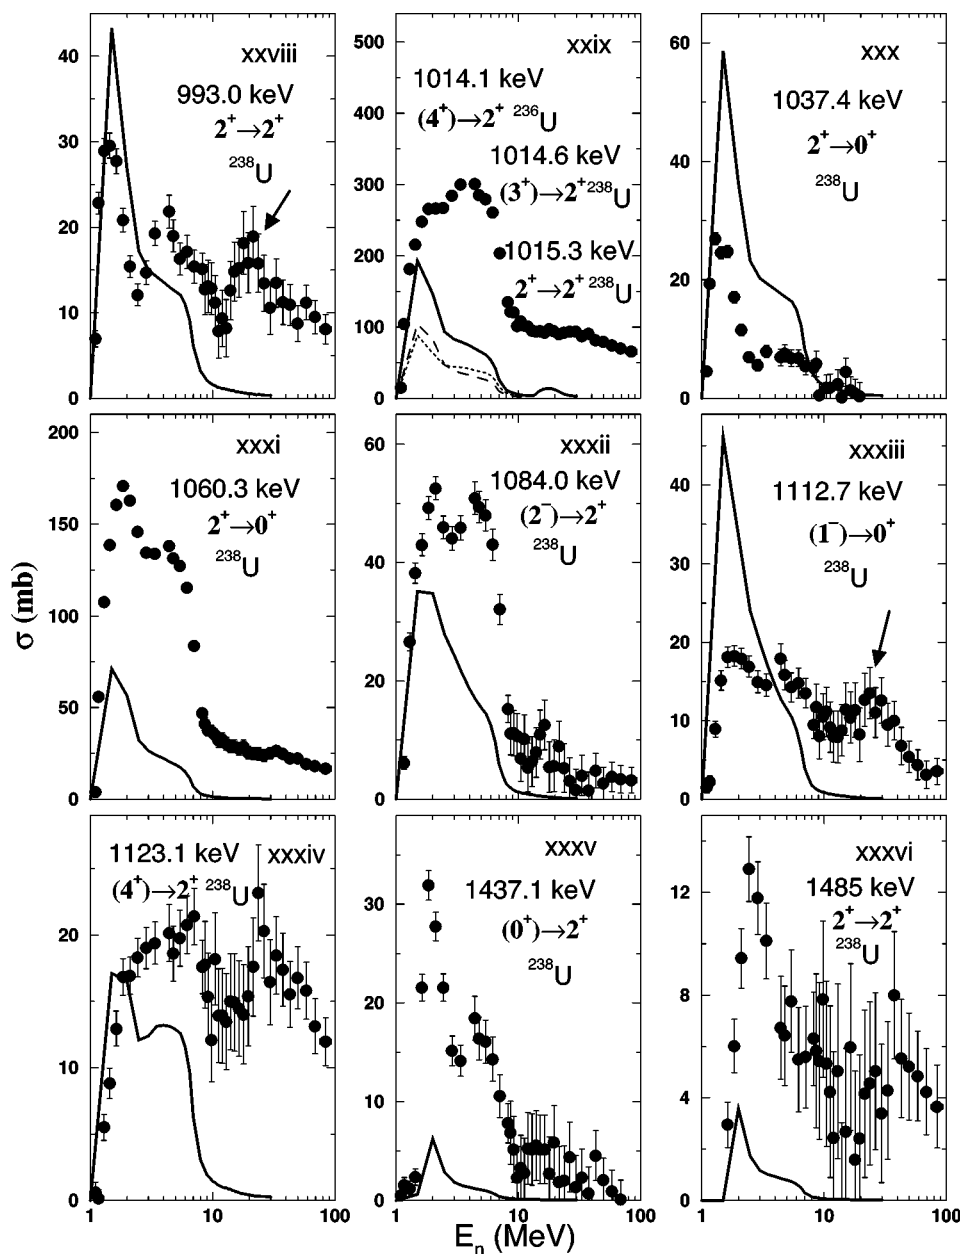 xxviii
993.0 keV
2⁺→2⁺
²³⁸U
40
30
20
10
0
xxix
1014.1 keV
(4⁺)→2⁺ ²³⁶U
1014.6 keV
(3⁺)→2⁺²³⁸U
1015.3 keV
2⁺→2⁺²³⁸U
500
400
300
200
100
0
xxx
1037.4 keV
2⁺→0⁺
²³⁸U
60
40
20
0
xxxi
1060.3 keV
2⁺→0⁺
²³⁸U
200
150
100
50
0
xxxii
1084.0 keV
(2⁻)→2⁺
²³⁸U
60
40
20
0
xxxiii
1112.7 keV
(1⁻)→0⁺
²³⁸U
40
30
20
10
0
σ (mb)
1123.1 keV xxxiv
(4⁺)→2⁺ ²³⁸U
20
10
0
1 10 100
xxxv
1437.1 keV
(0⁺)→2⁺
²³⁸U
40
30
20
10
0
1 10 100
xxxvi
1485 keV
2⁺→2⁺
²³⁸U
12
8
4
0
1 10 100
Eₙ (MeV)